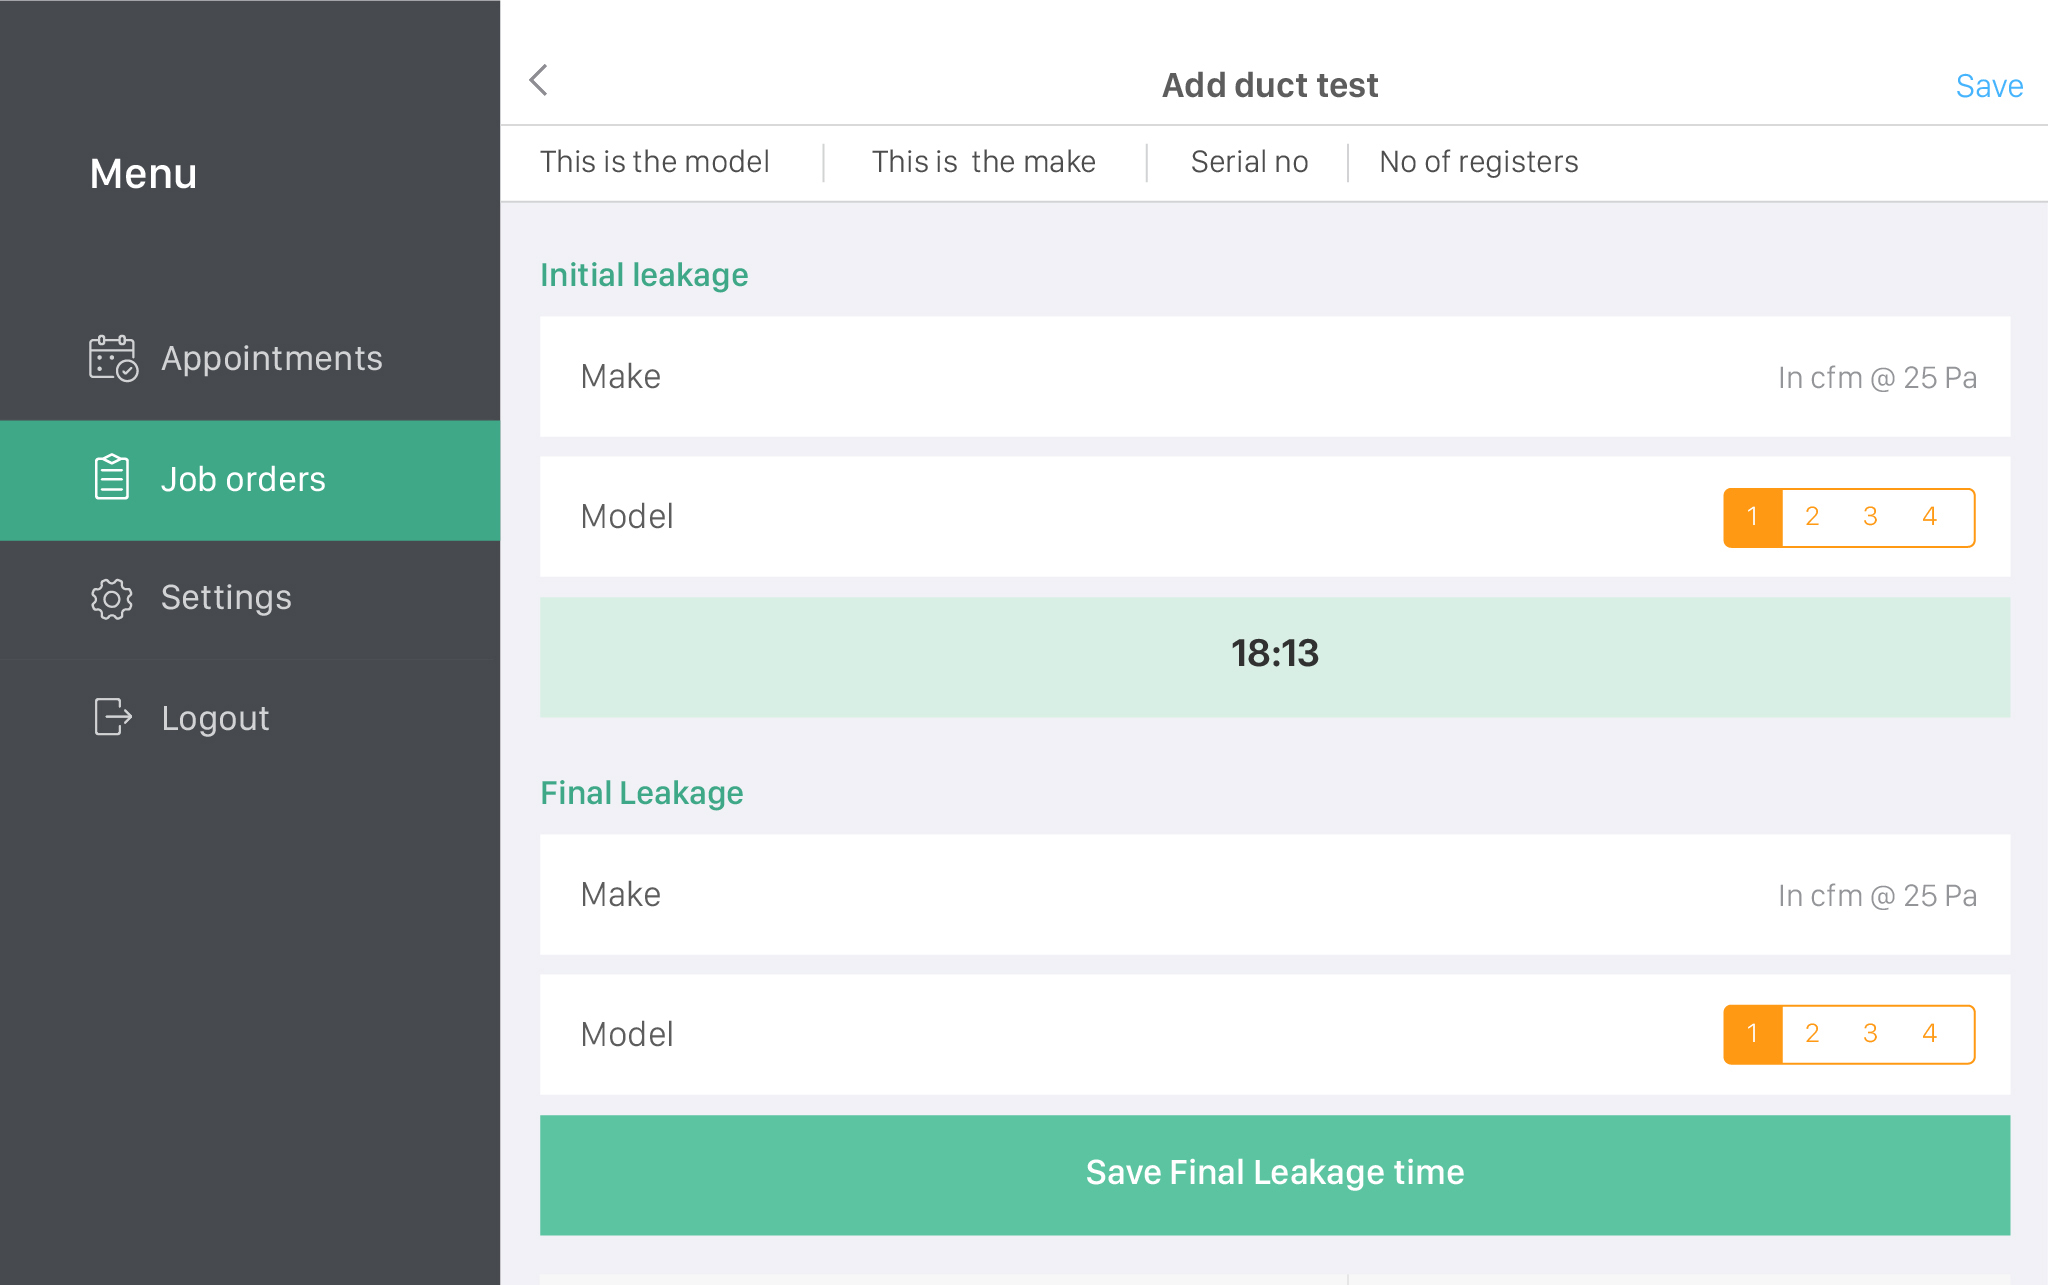 Menu
Appointments
Job orders
Settings
Logout
Add duct test
Save
This is the model
This is  the make
Serial no
No of registers
Initial leakage
Make
In cfm @ 25 Pa
Model
1 2 3 4
18:13
Final Leakage
Make
In cfm @ 25 Pa
Model
1 2 3 4
Save Final Leakage time